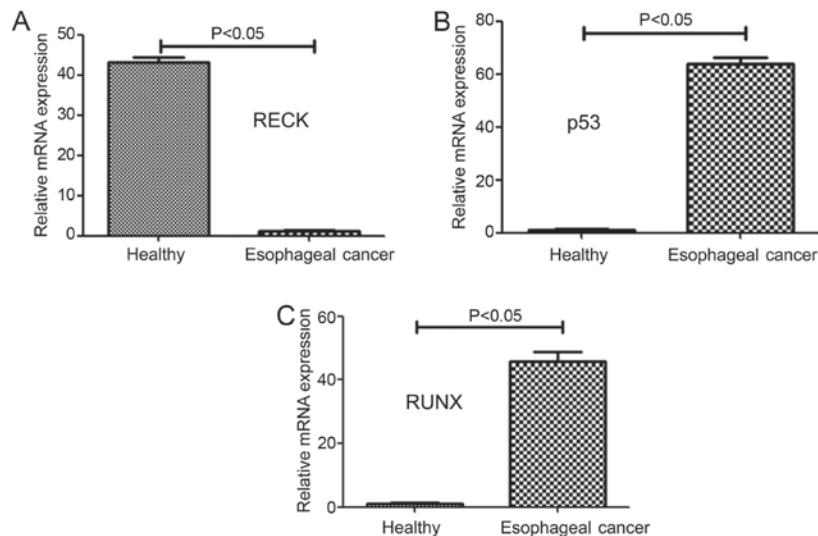 A
P<0.05
Relative mRNA expression
50
40
30
20
10
0
RECK
Healthy
Esophageal cancer
B
P<0.05
Relative mRNA expression
80
60
40
20
0
p53
Healthy
Esophageal cancer
C
P<0.05
Relative mRNA expression
60
40
20
0
RUNX
Healthy
Esophageal cancer